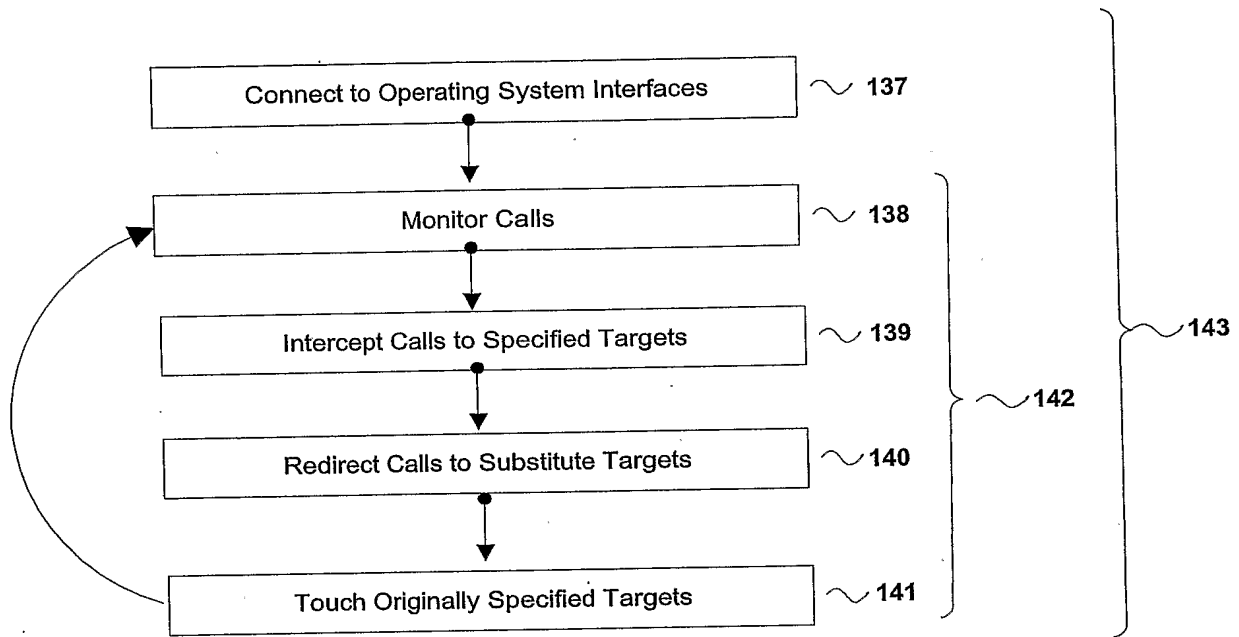 Connect to Operating System Interfaces 137
Monitor Calls 138
Intercept Calls to Specified Targets 139
143
142
Redirect Calls to Substitute Targets 140
Touch Originally Specified Targets 141